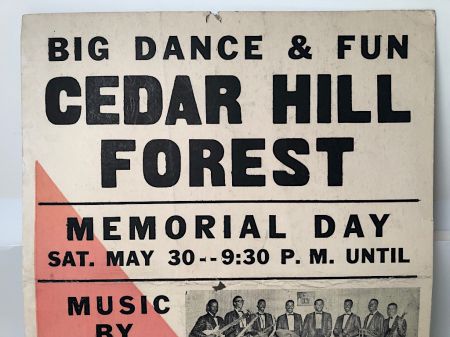 BIG DANCE & FUN
CEDAR HILL
FOREST
MEMORIAL DAY
SAT. MAY 30--9:30 P. M. UNTIL
MUSIC
BY